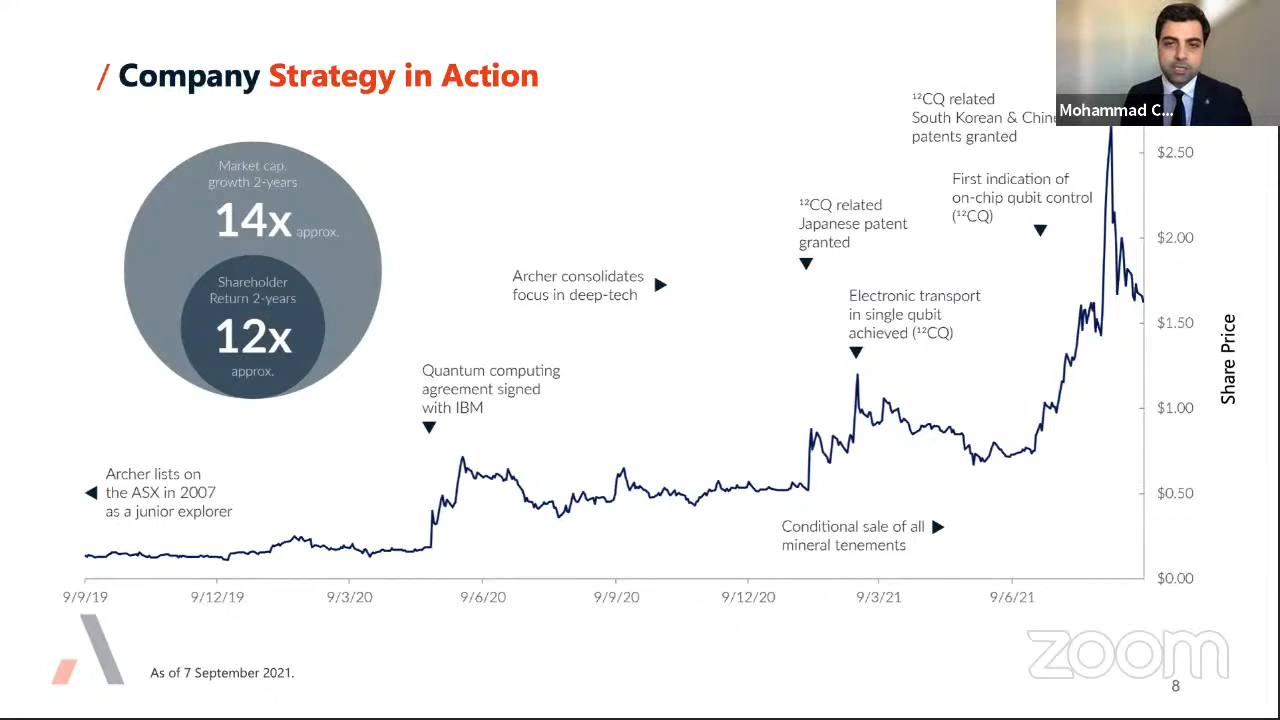 / Company Strategy in Action
Mohammad C...
Market cap.
growth 2-years
14x approx.
Shareholder
Return 2-years
12x
approx.
Archer lists on
the ASX in 2007
as a junior explorer
Quantum computing
agreement signed
with IBM
Archer consolidates
focus in deep-tech
¹²CQ related
Japanese patent
granted
Electronic transport
in single qubit
achieved (¹²CQ)
¹²CQ related
South Korean & Chine
patents granted
First indication of
on-chip qubit control
(¹²CQ)
Conditional sale of all
mineral tenements
$2.50
$2.00
$1.50
$1.00
$0.50
$0.00
Share Price
9/9/19 9/12/19 9/3/20 9/6/20 9/9/20 9/12/20 9/3/21 9/6/21
As of 7 September 2021.
zoom
8